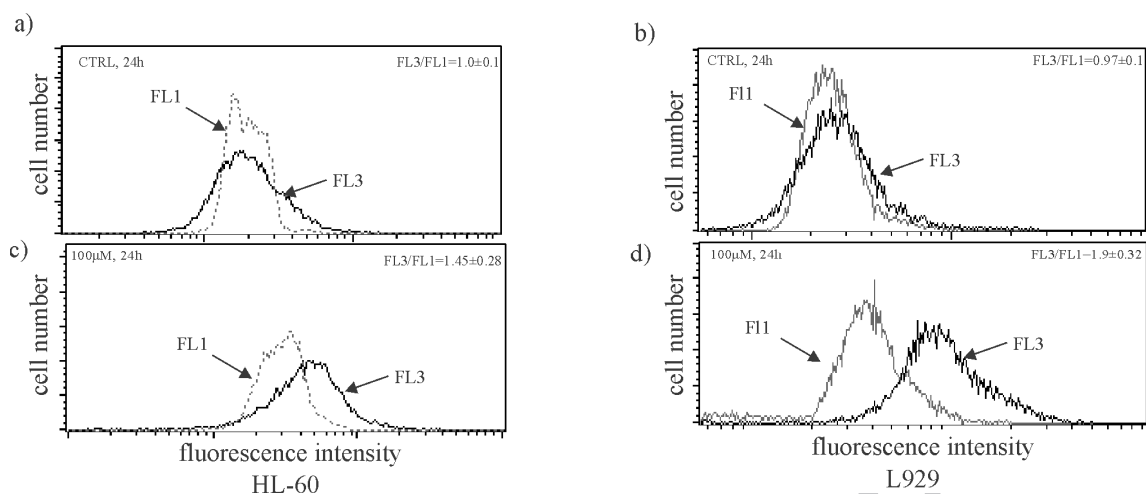 a)
CTRL, 24h
FL3/FL1=1.0±0.1
FL1
FL3
cell number
b)
CTRL, 24h
FL3/FL1=0.97±0.1
Fl1
FL3
cell number
c)
100µM, 24h
FL3/FL1=1.45±0.28
FL1
FL3
cell number
fluorescence intensity
HL-60
d)
100µM, 24h
FL3/FL1−1.9±0.32
Fl1
FL3
cell number
fluorescence intensity
L929